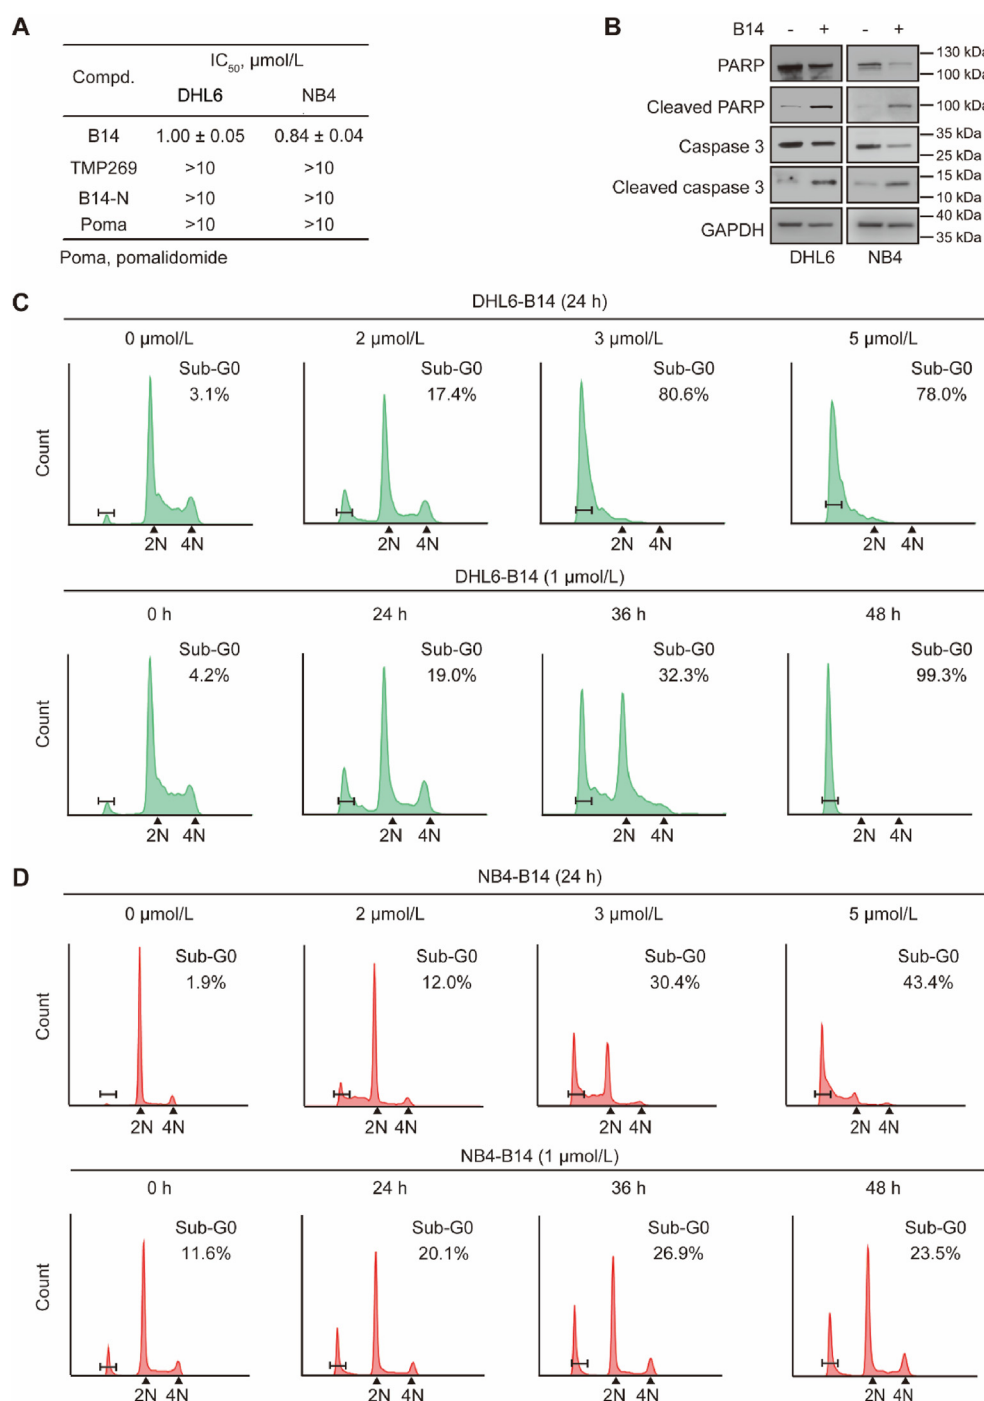 A
IC50, µmol/L
Compd.
DHL6 NB4
B14 1.00 ± 0.05 0.84 ± 0.04
TMP269 >10 >10
B14-N >10 >10
Poma >10 >10
Poma, pomalidomide
B
B14 - + - +
PARP 130 kDa
100 kDa
Cleaved PARP 100 kDa
Caspase 3 35 kDa
25 kDa
Cleaved caspase 3 15 kDa
10 kDa
GAPDH 40 kDa
35 kDa
DHL6 NB4
C
DHL6-B14 (24 h)
0 µmol/L 2 µmol/L 3 µmol/L 5 µmol/L
Sub-G0 Sub-G0 Sub-G0 Sub-G0
3.1% 17.4% 80.6% 78.0%
Count
2N 4N 2N 4N 2N 4N 2N 4N
DHL6-B14 (1 µmol/L)
0 h 24 h 36 h 48 h
Sub-G0 Sub-G0 Sub-G0 Sub-G0
4.2% 19.0% 32.3% 99.3%
Count
2N 4N 2N 4N 2N 4N 2N 4N
D
NB4-B14 (24 h)
0 µmol/L 2 µmol/L 3 µmol/L 5 µmol/L
Sub-G0 Sub-G0 Sub-G0 Sub-G0
1.9% 12.0% 30.4% 43.4%
Count
2N 4N 2N 4N 2N 4N 2N 4N
NB4-B14 (1 µmol/L)
0 h 24 h 36 h 48 h
Sub-G0 Sub-G0 Sub-G0 Sub-G0
11.6% 20.1% 26.9% 23.5%
Count
2N 4N 2N 4N 2N 4N 2N 4N